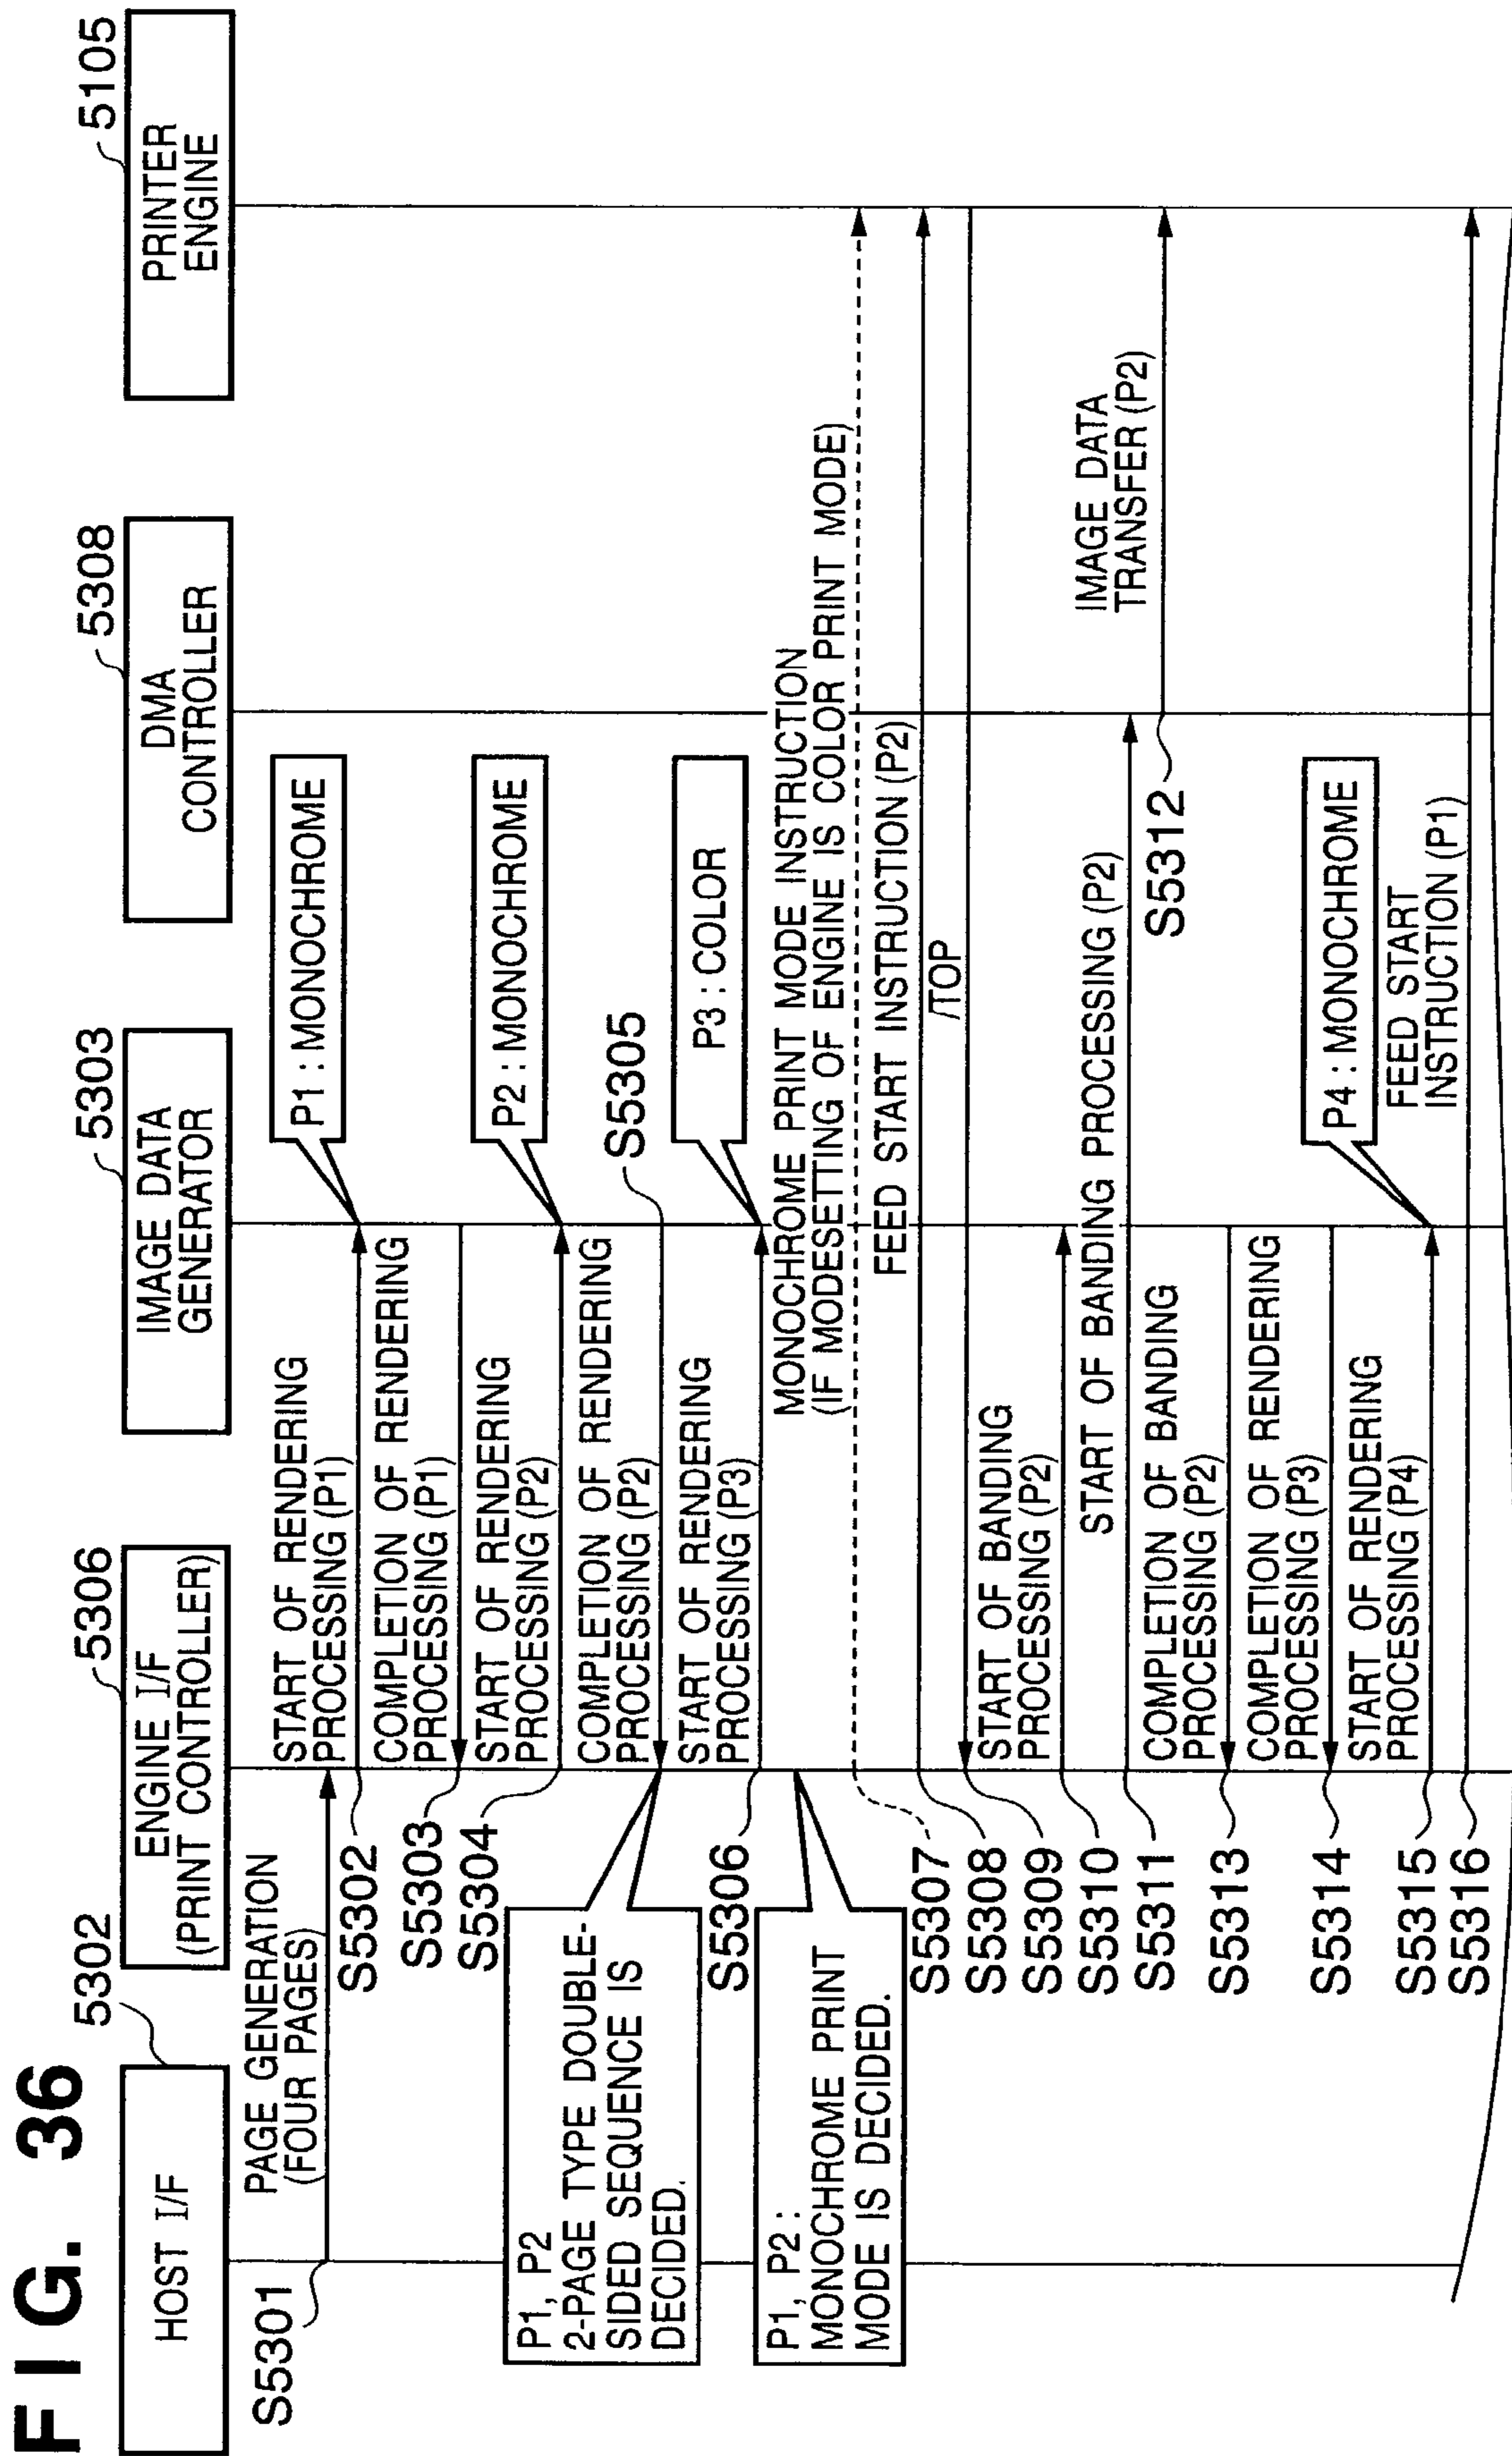 FIG. 36
HOST I/F
5302
ENGINE I/F
(PRINT CONTROLLER)
5306
IMAGE DATA
GENERATOR
5303
DMA
CONTROLLER
5308
PRINTER
ENGINE
5105
S5301
PAGE GENERATION
(FOUR PAGES)
S5302
START OF RENDERING
PROCESSING (P1)
P1 : MONOCHROME
S5303
COMPLETION OF RENDERING
PROCESSING (P1)
S5304
START OF RENDERING
PROCESSING (P2)
P2 : MONOCHROME
P1, P2
2-PAGE TYPE DOUBLE-
SIDED SEQUENCE IS
DECIDED.
COMPLETION OF RENDERING
PROCESSING (P2)
S5305
S5306
START OF RENDERING
PROCESSING (P3)
P3 : COLOR
P1, P2 :
MONOCHROME PRINT
MODE IS DECIDED.
MONOCHROME PRINT MODE INSTRUCTION
(IF MODESETTING OF ENGINE IS COLOR PRINT MODE)
S5307
FEED START INSTRUCTION (P2)
S5308
/TOP
S5309
START OF BANDING
PROCESSING (P2)
S5310
START OF BANDING PROCESSING (P2)
S5311
IMAGE DATA
TRANSFER (P2)
S5312
COMPLETION OF BANDING
PROCESSING (P2)
S5313
COMPLETION OF RENDERING
PROCESSING (P3)
S5314
START OF RENDERING
PROCESSING (P4)
S5315
P4 : MONOCHROME
FEED START
INSTRUCTION (P1)
S5316